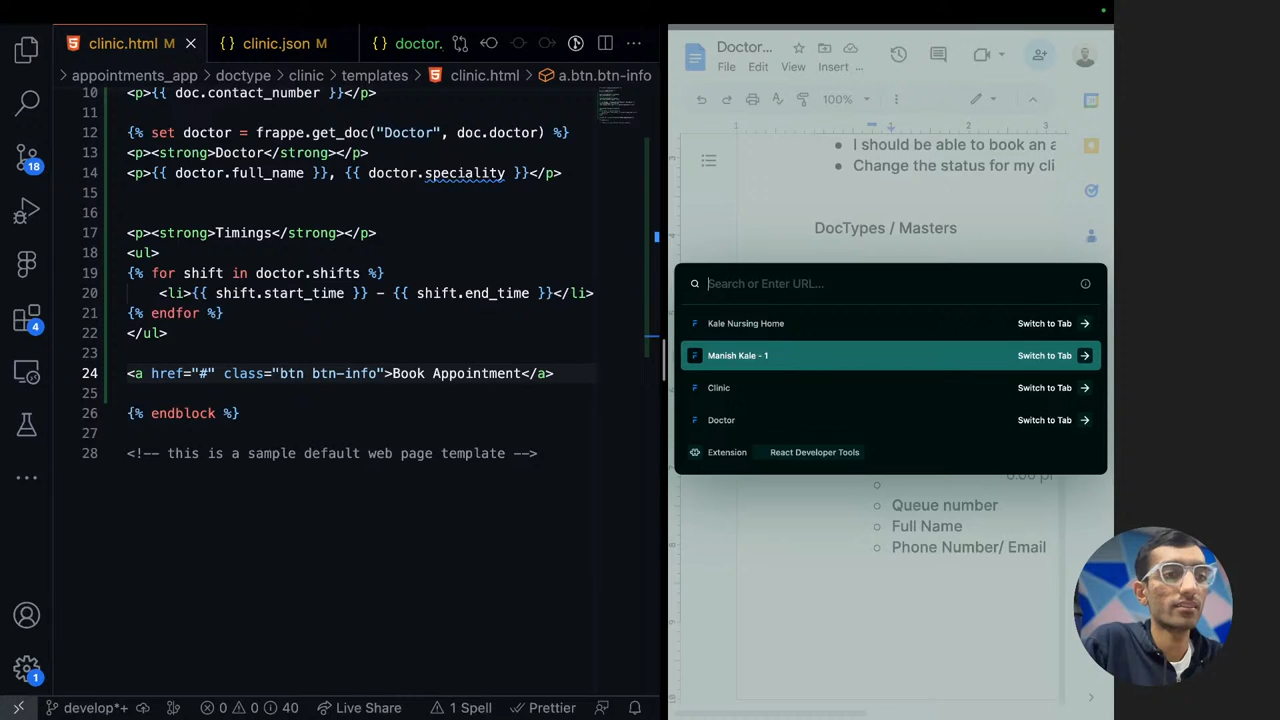 clinic.html M
clinic.json M
doctor.
appointments_app > doctype > clinic > templates > clinic.html > a.btn.btn-info
10 <p>{{ doc.contact_number }}</p>
11
12 {% set doctor = frappe.get_doc("Doctor", doc.doctor) %}
13 <p><strong>Doctor</strong></p>
14 <p>{{ doctor.full_name }}, {{ doctor.speciality }}</p>
15
16
17 <p><strong>Timings</strong></p>
18 <ul>
19 {% for shift in doctor.shifts %}
20 <li>{{ shift.start_time }} - {{ shift.end_time }}</li>
21 {% endfor %}
22 </ul>
23
24 <a href="#" class="btn btn-info">Book Appointment</a>
25
26 {% endblock %}
27
28 <!-- this is a sample default web page template -->
18
4
1
develop*+
0 0 40
Live Share
1 Spell
Prettier
Doctor...
File Edit View Insert ...
100%
1 2 3
I should be able to book an a
Change the status for my cli
DocTypes / Masters
Search or Enter URL...
Kale Nursing Home Switch to Tab
Manish Kale - 1 Switch to Tab
Clinic Switch to Tab
Doctor Switch to Tab
Extension React Developer Tools
Queue number
Full Name
Phone Number/ Email